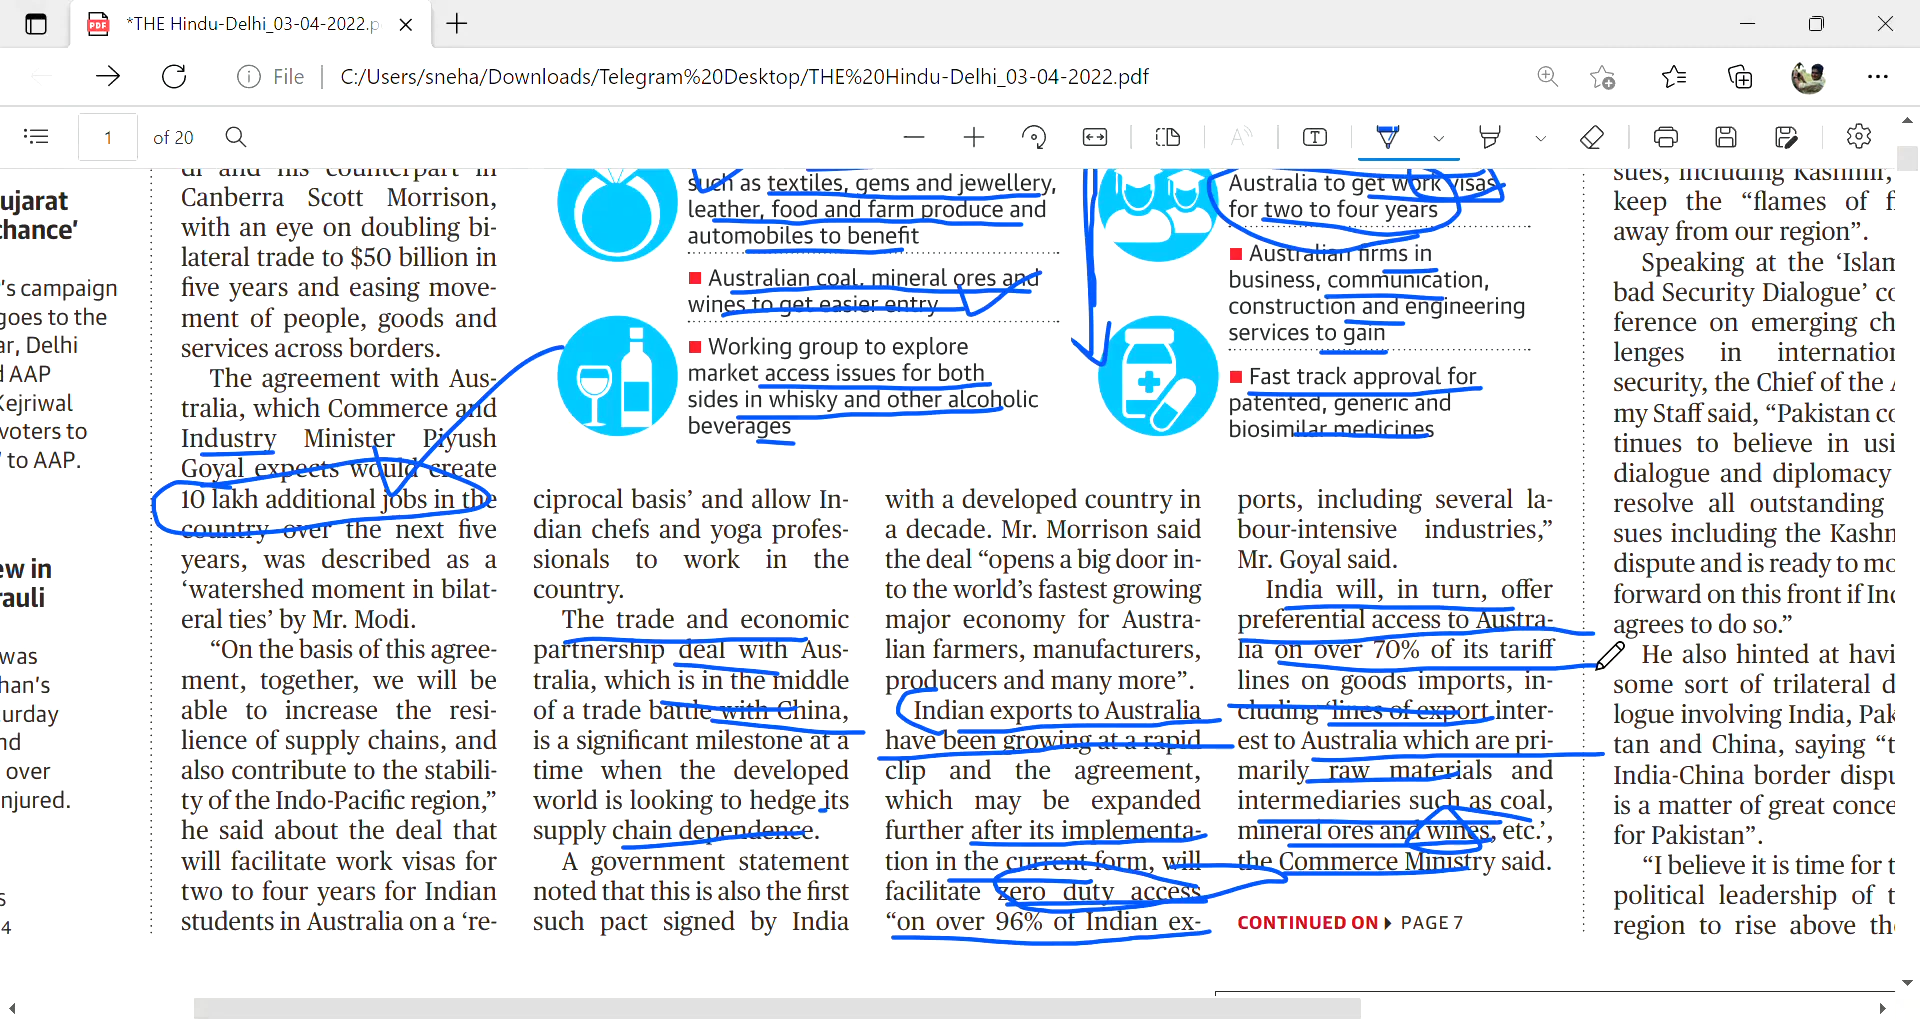 *THE Hindu-Delhi_03-04-2022.p
File
C:/Users/sneha/Downloads/Telegram%20Desktop/THE%20Hindu-Delhi_03-04-2022.pdf
1 of 20
ujarat
chance’
’s campaign
goes to the
ar, Delhi
d AAP
Kejriwal
voters to
’ to AAP.
ew in
rauli
was
han’s
urday
nd
over
njured.
s
4
di and his counterpart in
Canberra Scott Morrison,
with an eye on doubling bi-
lateral trade to $50 billion in
five years and easing move-
ment of people, goods and
services across borders.
The agreement with Aus-
tralia, which Commerce and
Industry Minister Piyush
Goyal expects would create
10 lakh additional jobs in the
country over the next five
years, was described as a
‘watershed moment in bilat-
eral ties’ by Mr. Modi.
“On the basis of this agree-
ment, together, we will be
able to increase the resi-
lience of supply chains, and
also contribute to the stabili-
ty of the Indo-Pacific region,”
he said about the deal that
will facilitate work visas for
two to four years for Indian
students in Australia on a ‘re-
such as textiles, gems and jewellery,
leather, food and farm produce and
automobiles to benefit
Australian coal, mineral ores and
wines to get easier entry
Working group to explore
market access issues for both
sides in whisky and other alcoholic
beverages
Australia to get work visas
for two to four years
Australian firms in
business, communication,
construction and engineering
services to gain
Fast track approval for
patented, generic and
biosimilar medicines
ciprocal basis’ and allow In-
dian chefs and yoga profes-
sionals to work in the
country.
The trade and economic
partnership deal with Aus-
tralia, which is in the middle
of a trade battle with China,
is a significant milestone at a
time when the developed
world is looking to hedge its
supply chain dependence.
A government statement
noted that this is also the first
such pact signed by India
with a developed country in
a decade. Mr. Morrison said
the deal “opens a big door in-
to the world’s fastest growing
major economy for Austra-
lian farmers, manufacturers,
producers and many more”.
Indian exports to Australia
have been growing at a rapid
clip and the agreement,
which may be expanded
further after its implementa-
tion in the current form, will
facilitate zero duty access
“on over 96% of Indian ex-
ports, including several la-
bour-intensive industries,”
Mr. Goyal said.
India will, in turn, offer
preferential access to Austra-
lia on over 70% of its tariff
lines on goods imports, in-
cluding ‘lines of export inter-
est to Australia which are pri-
marily raw materials and
intermediaries such as coal,
mineral ores and wines, etc.’,
the Commerce Ministry said.
CONTINUED ON PAGE 7
sues, including Kashmir,
keep the “flames of f
away from our region”.
Speaking at the ‘Islam
bad Security Dialogue’ co
ference on emerging ch
lenges in internation
security, the Chief of the A
my Staff said, “Pakistan co
tinues to believe in usi
dialogue and diplomacy
resolve all outstanding
sues including the Kashm
dispute and is ready to mo
forward on this front if Ind
agrees to do so.”
He also hinted at havi
some sort of trilateral d
logue involving India, Pak
tan and China, saying “t
India-China border dispu
is a matter of great conce
for Pakistan”.
“I believe it is time for t
political leadership of t
region to rise above the